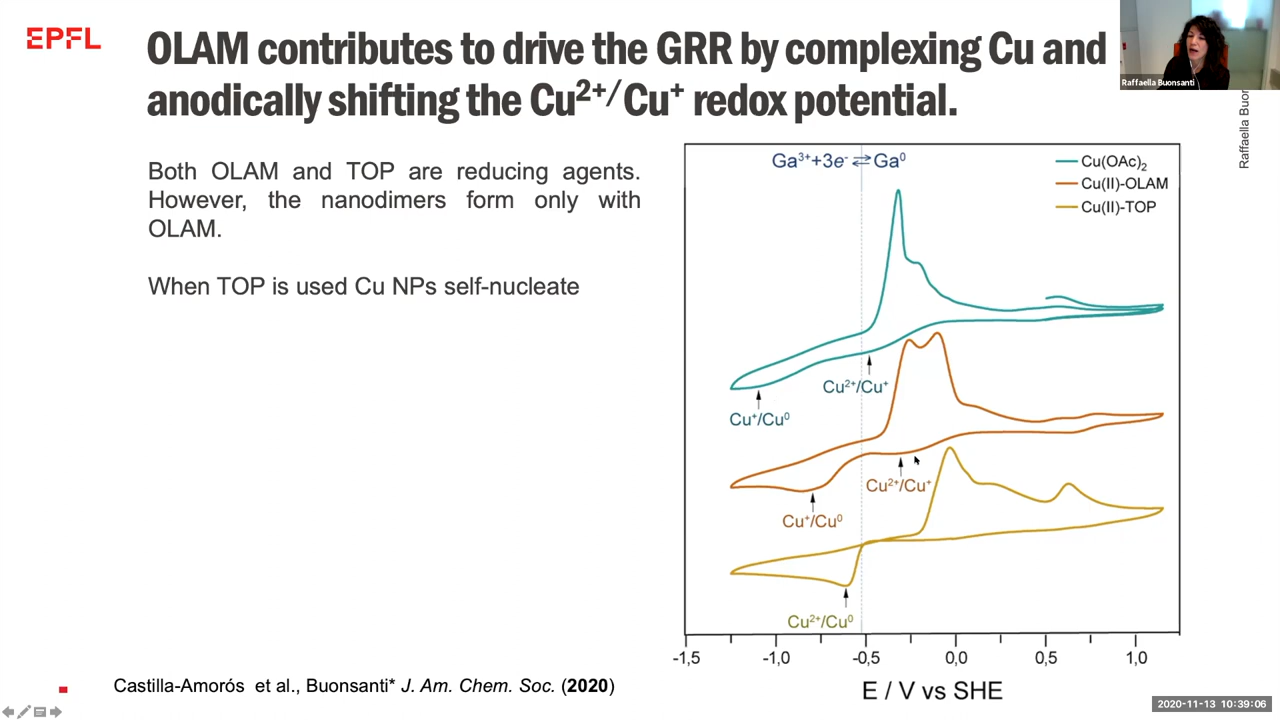 EPFL
OLAM contributes to drive the GRR by complexing Cu and
anodically shifting the Cu²⁺/Cu⁺ redox potential.
Raffaella Buonsanti
Raffaella Buon
Both OLAM and TOP are reducing agents.
However, the nanodimers form only with
OLAM.
When TOP is used Cu NPs self-nucleate
Ga³⁺+3e⁻ ⇄ Ga⁰
Cu(OAc)₂
Cu(II)-OLAM
Cu(II)-TOP
Cu²⁺/Cu⁺
Cu⁺/Cu⁰
Cu²⁺/Cu⁺
Cu⁺/Cu⁰
Cu²⁺/Cu⁰
-1,5 -1,0 -0,5 0,0 0,5 1,0
E / V vs SHE
Castilla-Amorós et al., Buonsanti* J. Am. Chem. Soc. (2020)
2020-11-13 10:39:06